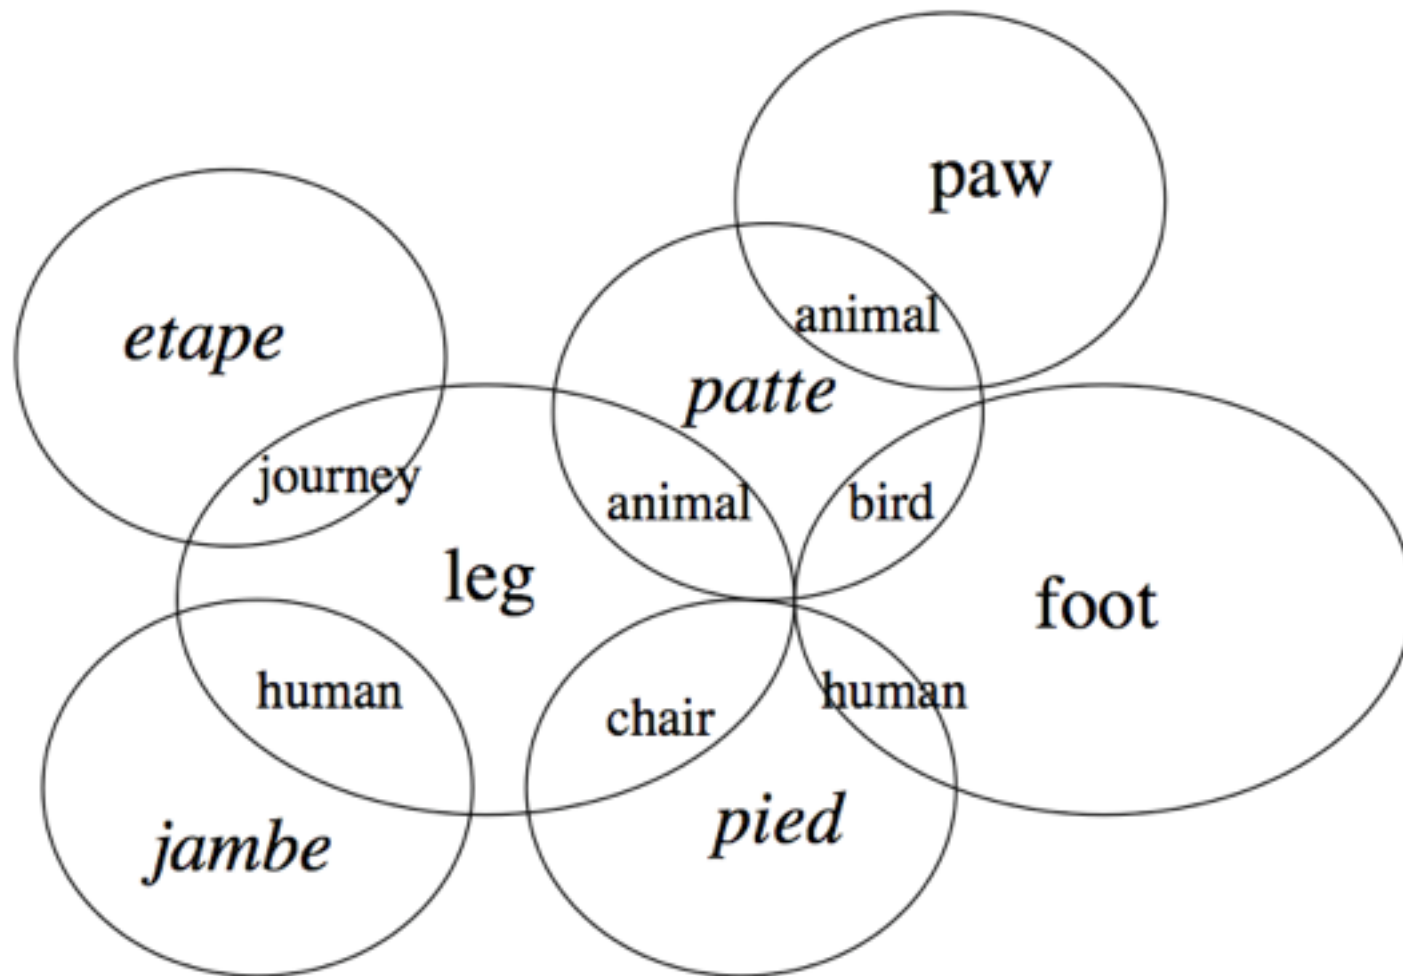 paw
animal
etape
patte
journey
animal
bird
leg
foot
human
chair
human
jambe
pied